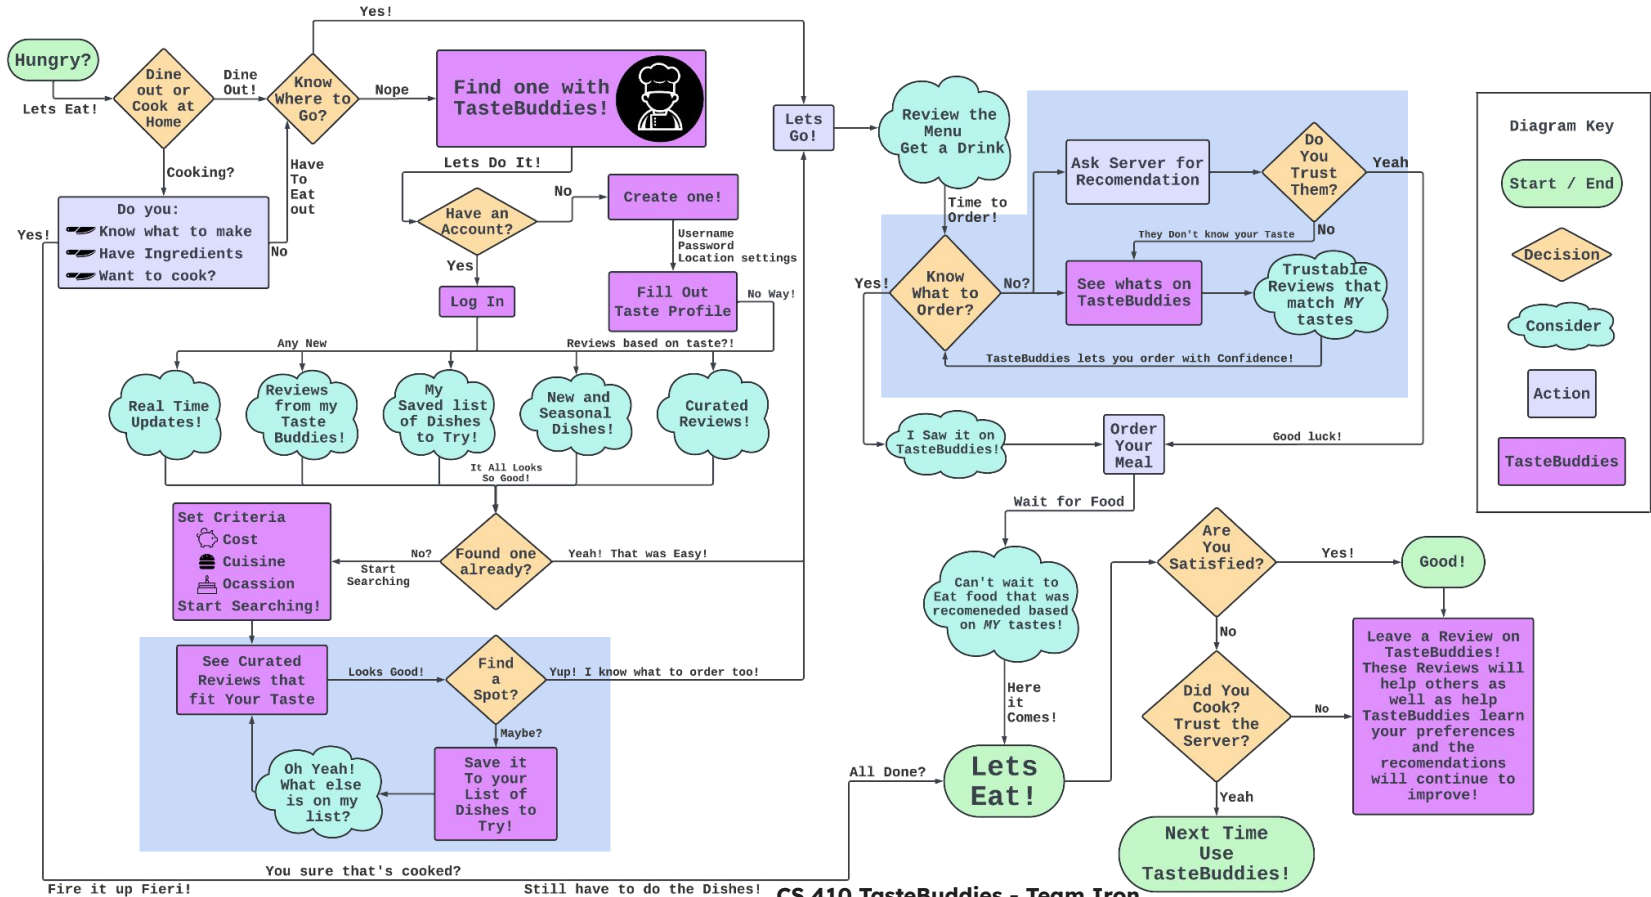 Yes!
Hungry?
Lets Eat!
Dine
out or
Cook at
Home
Dine
Out!
Know
Where to
Go?
Nope
Find one with
TasteBuddies!
Cooking?
Have
To
Eat
out
Do you:
Know what to make
Have Ingredients
Want to cook?
Yes!
No
Lets Do It!
Have an
Account?
No
Create one!
Username
Password
Location settings
Yes
Log In
Fill Out
Taste Profile
No Way!
Any New
Reviews based on taste?!
Real Time
Updates!
Reviews
from my
Taste
Buddies!
My
Saved list
of Dishes
to Try!
New and
Seasonal
Dishes!
Curated
Reviews!
It All Looks
So Good!
Set Criteria
Cost
Cuisine
Ocassion
Start Searching!
No?
Start
Searching
Found one
already?
Yeah! That was Easy!
See Curated
Reviews that
fit Your Taste
Looks Good!
Find
a
Spot?
Yup! I know what to order too!
Maybe?
Save it
To your
List of
Dishes to
Try!
Oh Yeah!
What else
is on my
list?
You sure that's cooked?
Fire it up Fieri!
Still have to do the Dishes!
Lets
Go!
Review the
Menu
Get a Drink
Time to
Order!
Know
What to
Order?
Yes!
No?
Ask Server for
Recomendation
Do
You
Trust
Them?
Yeah
No
They Don't know your Taste
See whats on
TasteBuddies
Trustable
Reviews that
match MY
tastes
TasteBuddies lets you order with Confidence!
I Saw it on
TasteBuddies!
Order
Your
Meal
Good luck!
Wait for Food
Can't wait to
Eat food that was
recomeneded based
on MY tastes!
Here
it
Comes!
All Done?
Lets
Eat!
Are
You
Satisfied?
Yes!
Good!
No
Did You
Cook?
Trust the
Server?
No
Yeah
Next Time
Use
TasteBuddies!
Leave a Review on
TasteBuddies!
These Reviews will
help others as
well as help
TasteBuddies learn
your preferences
and the
recomendations
will continue to
improve!
Diagram Key
Start / End
Decision
Consider
Action
TasteBuddies
CS 410 TasteBuddies - Team Iron